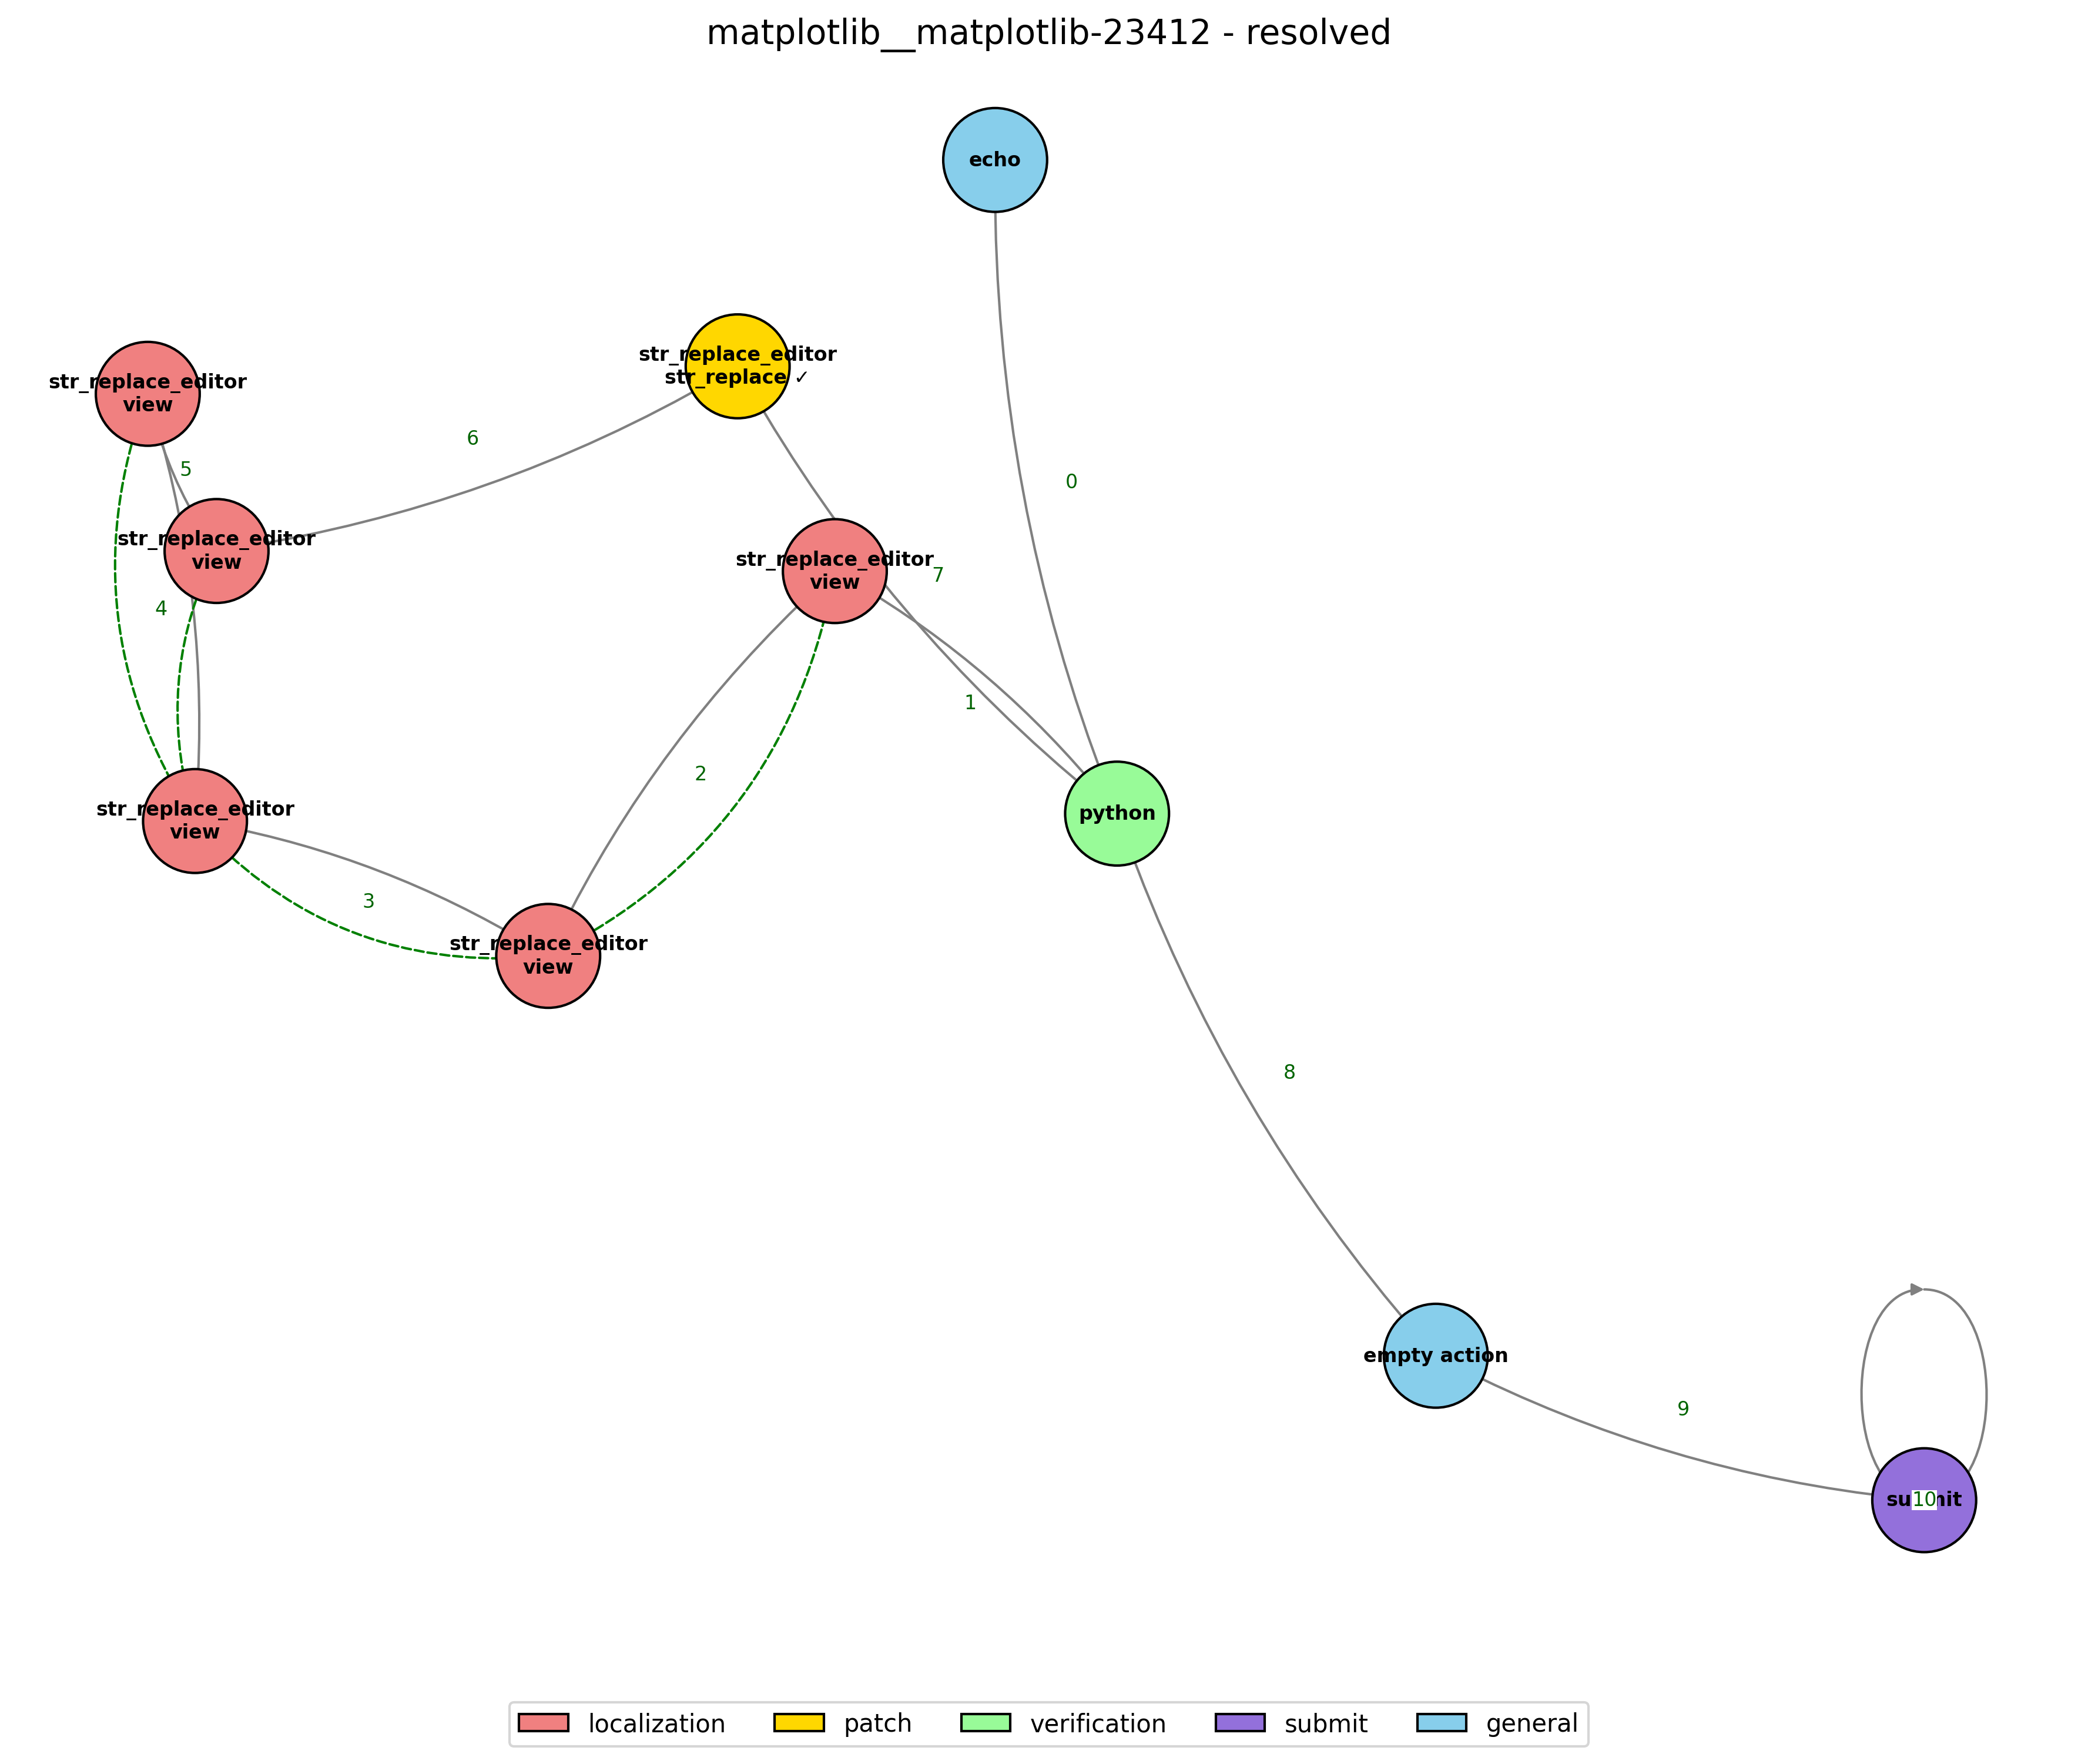 matplotlib__matplotlib-23412 - resolved
echo
str_replace_editor
str_replace ✓
str_replace_editor
view
6
5
0
str_replace_editor
view
str_replace_editor
view
7
4
1
2
str_replace_editor
view
python
3
str_replace_editor
view
8
empty action
9
10
localization
patch
verification
submit
general